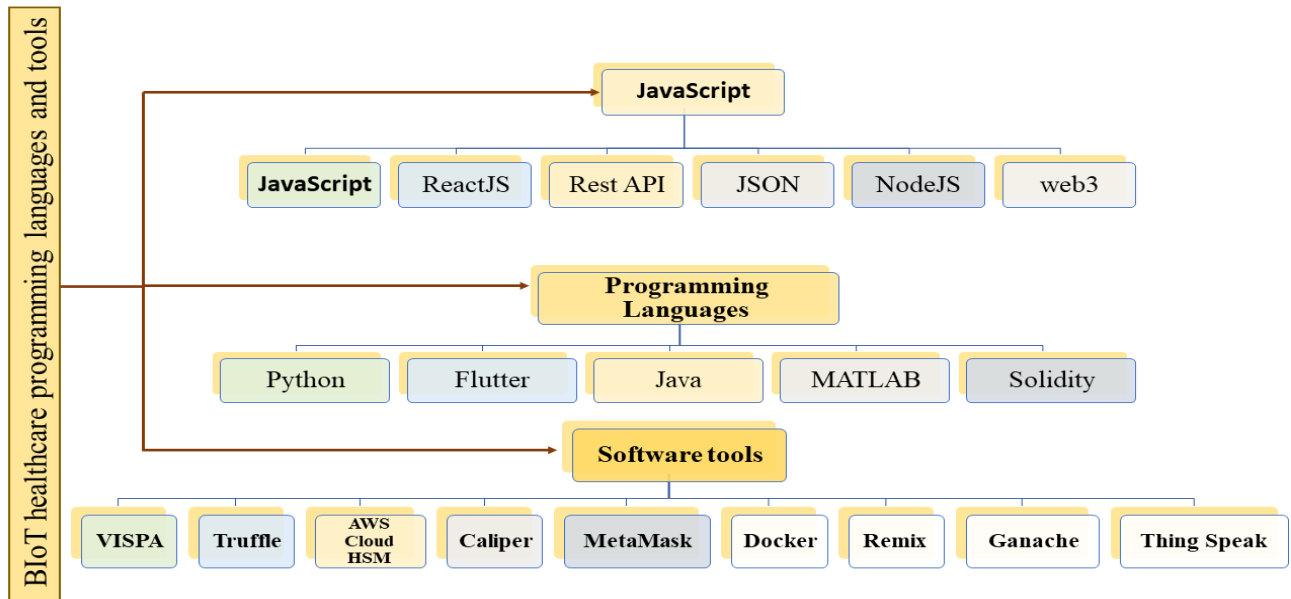 BIoT healthcare programming languages and tools
JavaScript
JavaScript
ReactJS
Rest API
JSON
NodeJS
web3
Programming
Languages
Python
Flutter
Java
MATLAB
Solidity
Software tools
VISPA
Truffle
AWS
Cloud
HSM
Caliper
MetaMask
Docker
Remix
Ganache
Thing Speak